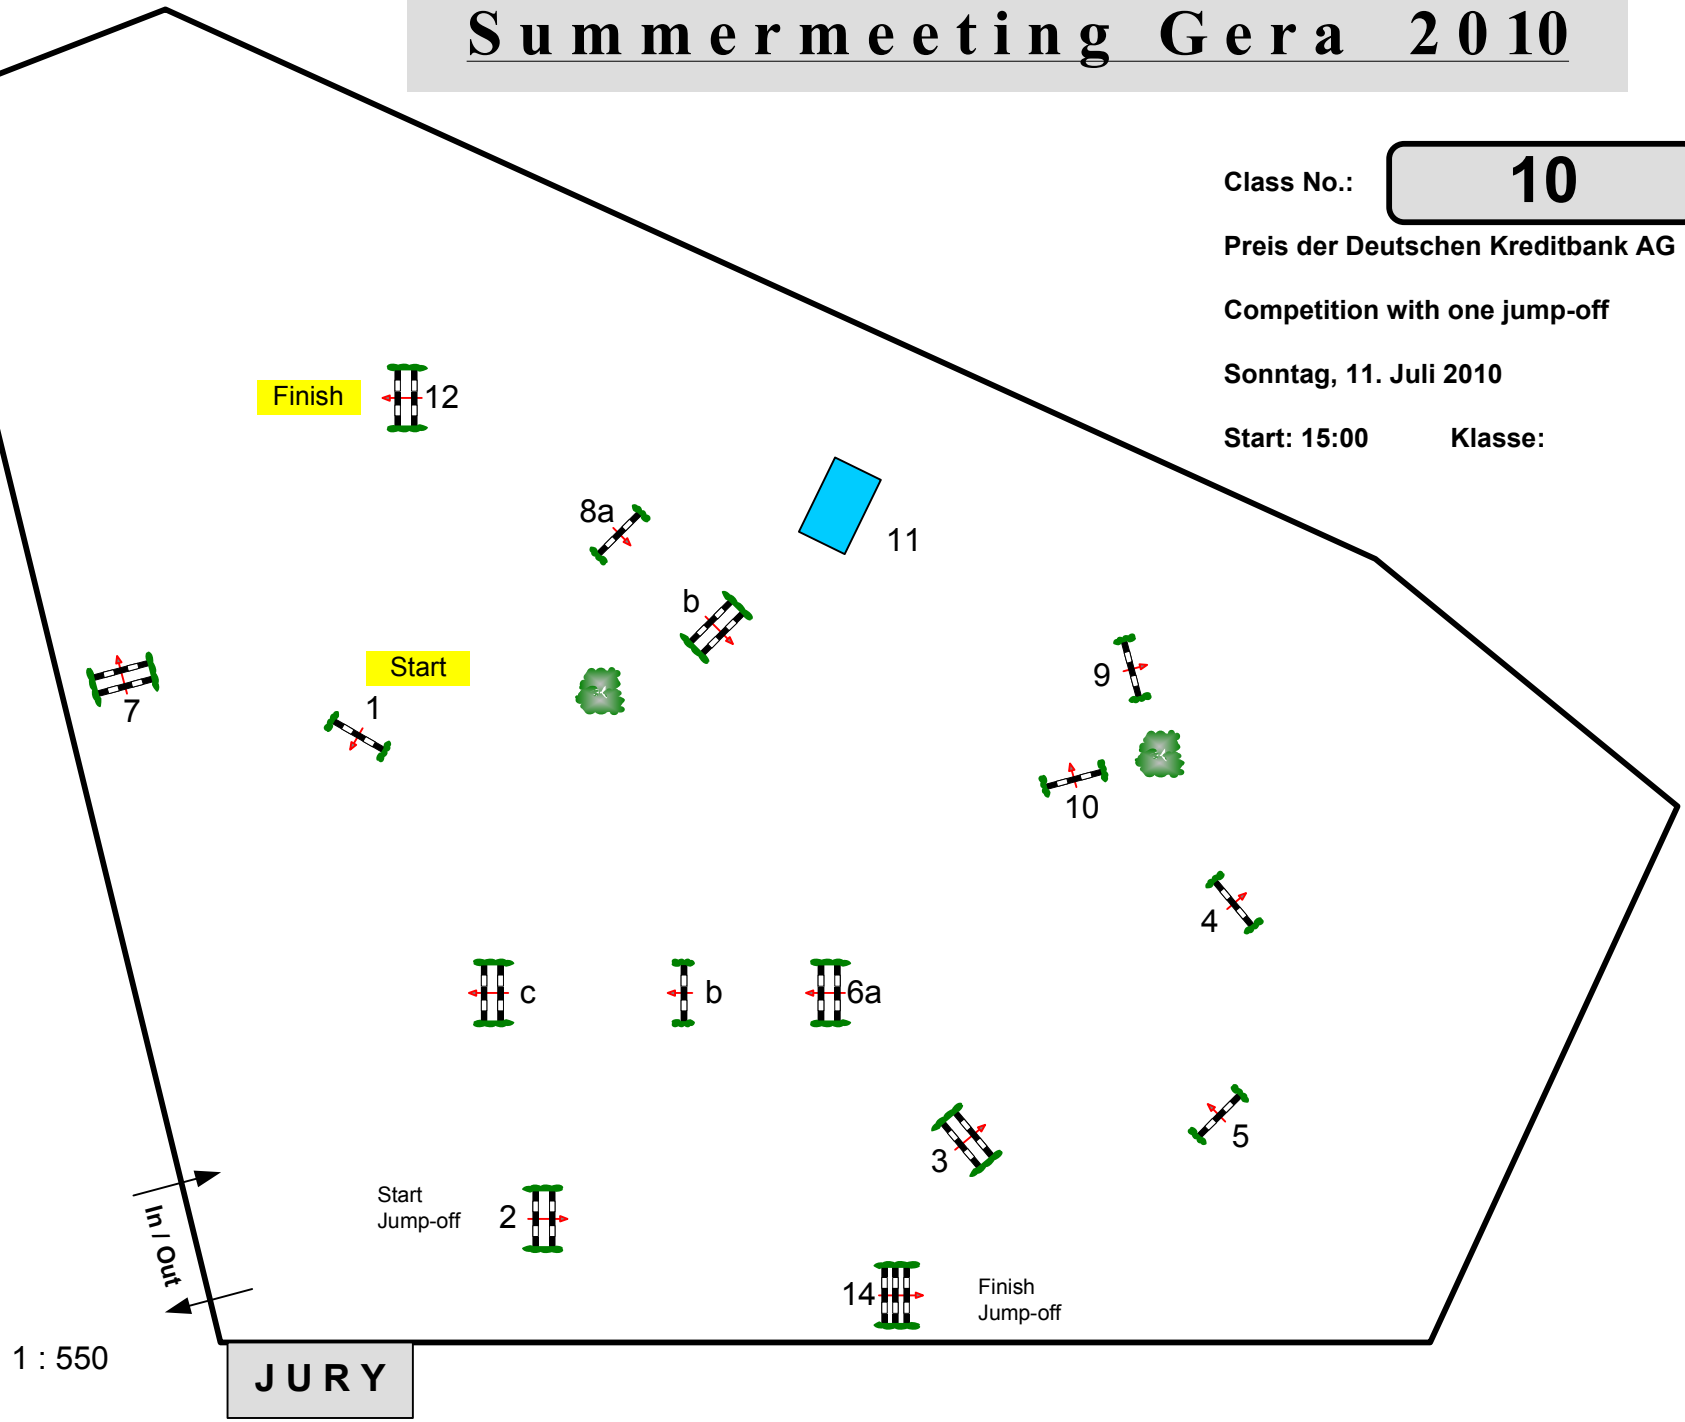 Summermeeting Gera 2010
Class No.:
10
Preis der Deutschen Kreditbank AG
Competition with one jump-off
Sonntag, 11. Juli 2010
Start: 15:00 Klasse:
Finish
12
8a
11
b
Start
9
7
1
10
4
c
b
6a
3
5
Start
Jump-off
2
In / Out
14
Finish
Jump-off
1 : 550
JURY